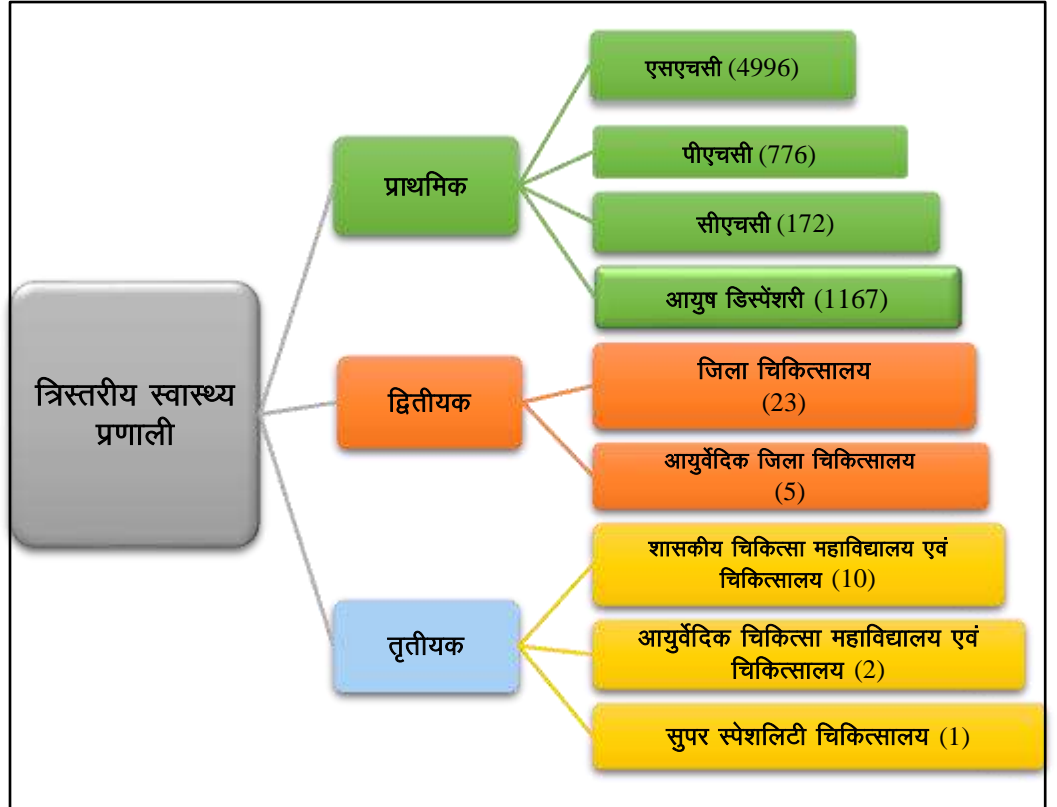 त्रिस्तरीय स्वास्थ्य
प्रणाली
प्राथमिक
एसएचसी (4996)
पीएचसी (776)
सीएचसी (172)
आयुष डिस्पेंशरी (1167)
द्वितीयक
जिला चिकित्सालय
(23)
आयुर्वेदिक जिला चिकित्सालय
(5)
तृतीयक
शासकीय चिकित्सा महाविद्यालय एवं
चिकित्सालय (10)
आयुर्वेदिक चिकित्सा महाविद्यालय एवं
चिकित्सालय (2)
सुपर स्पेशलिटी चिकित्सालय (1)